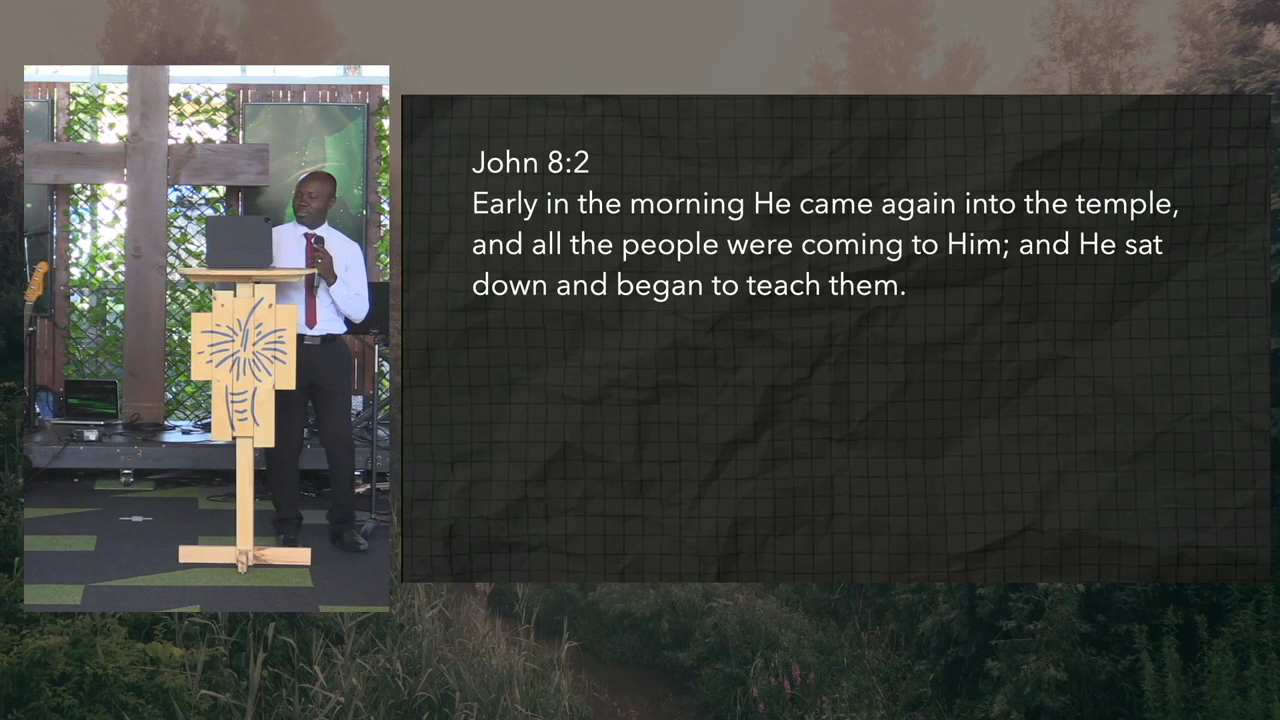 John 8:2
Early in the morning He came again into the temple,
and all the people were coming to Him; and He sat
down and began to teach them.